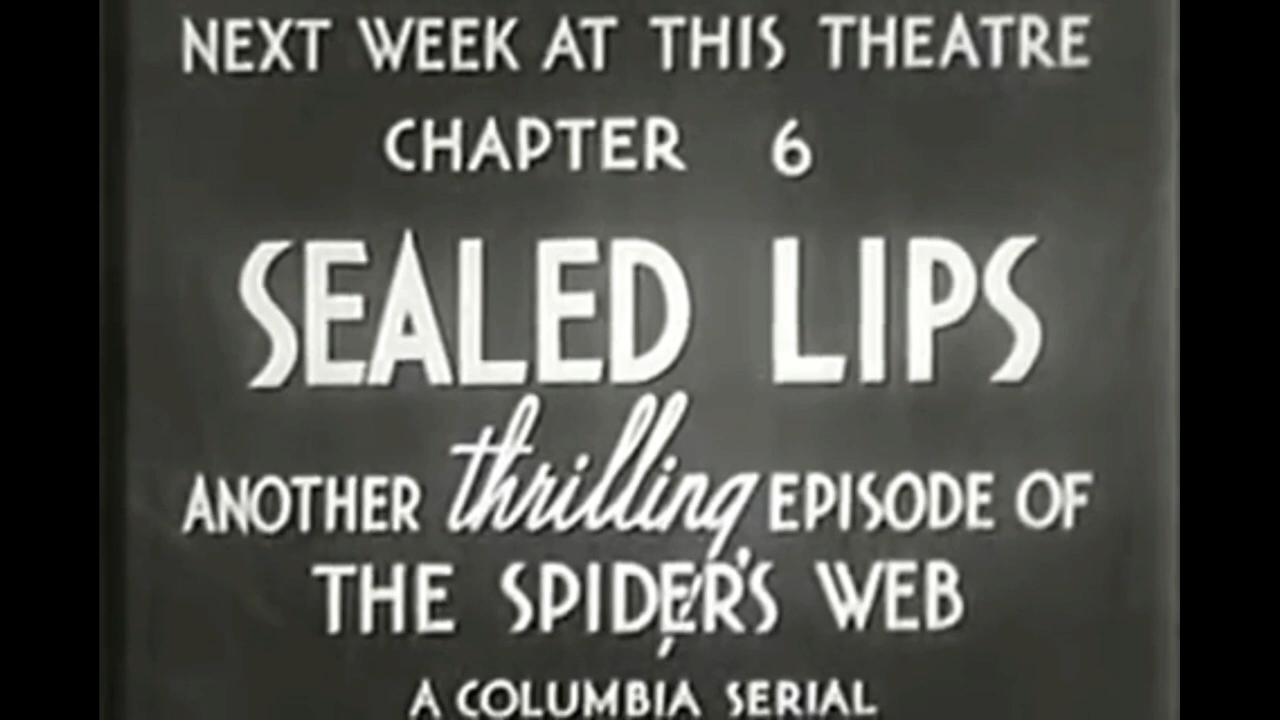 NEXT WEEK AT THIS THEATRE
CHAPTER 6
SEALED LIPS
ANOTHER thrilling EPISODE OF
THE SPIDER'S WEB
A COLUMBIA SERIAL